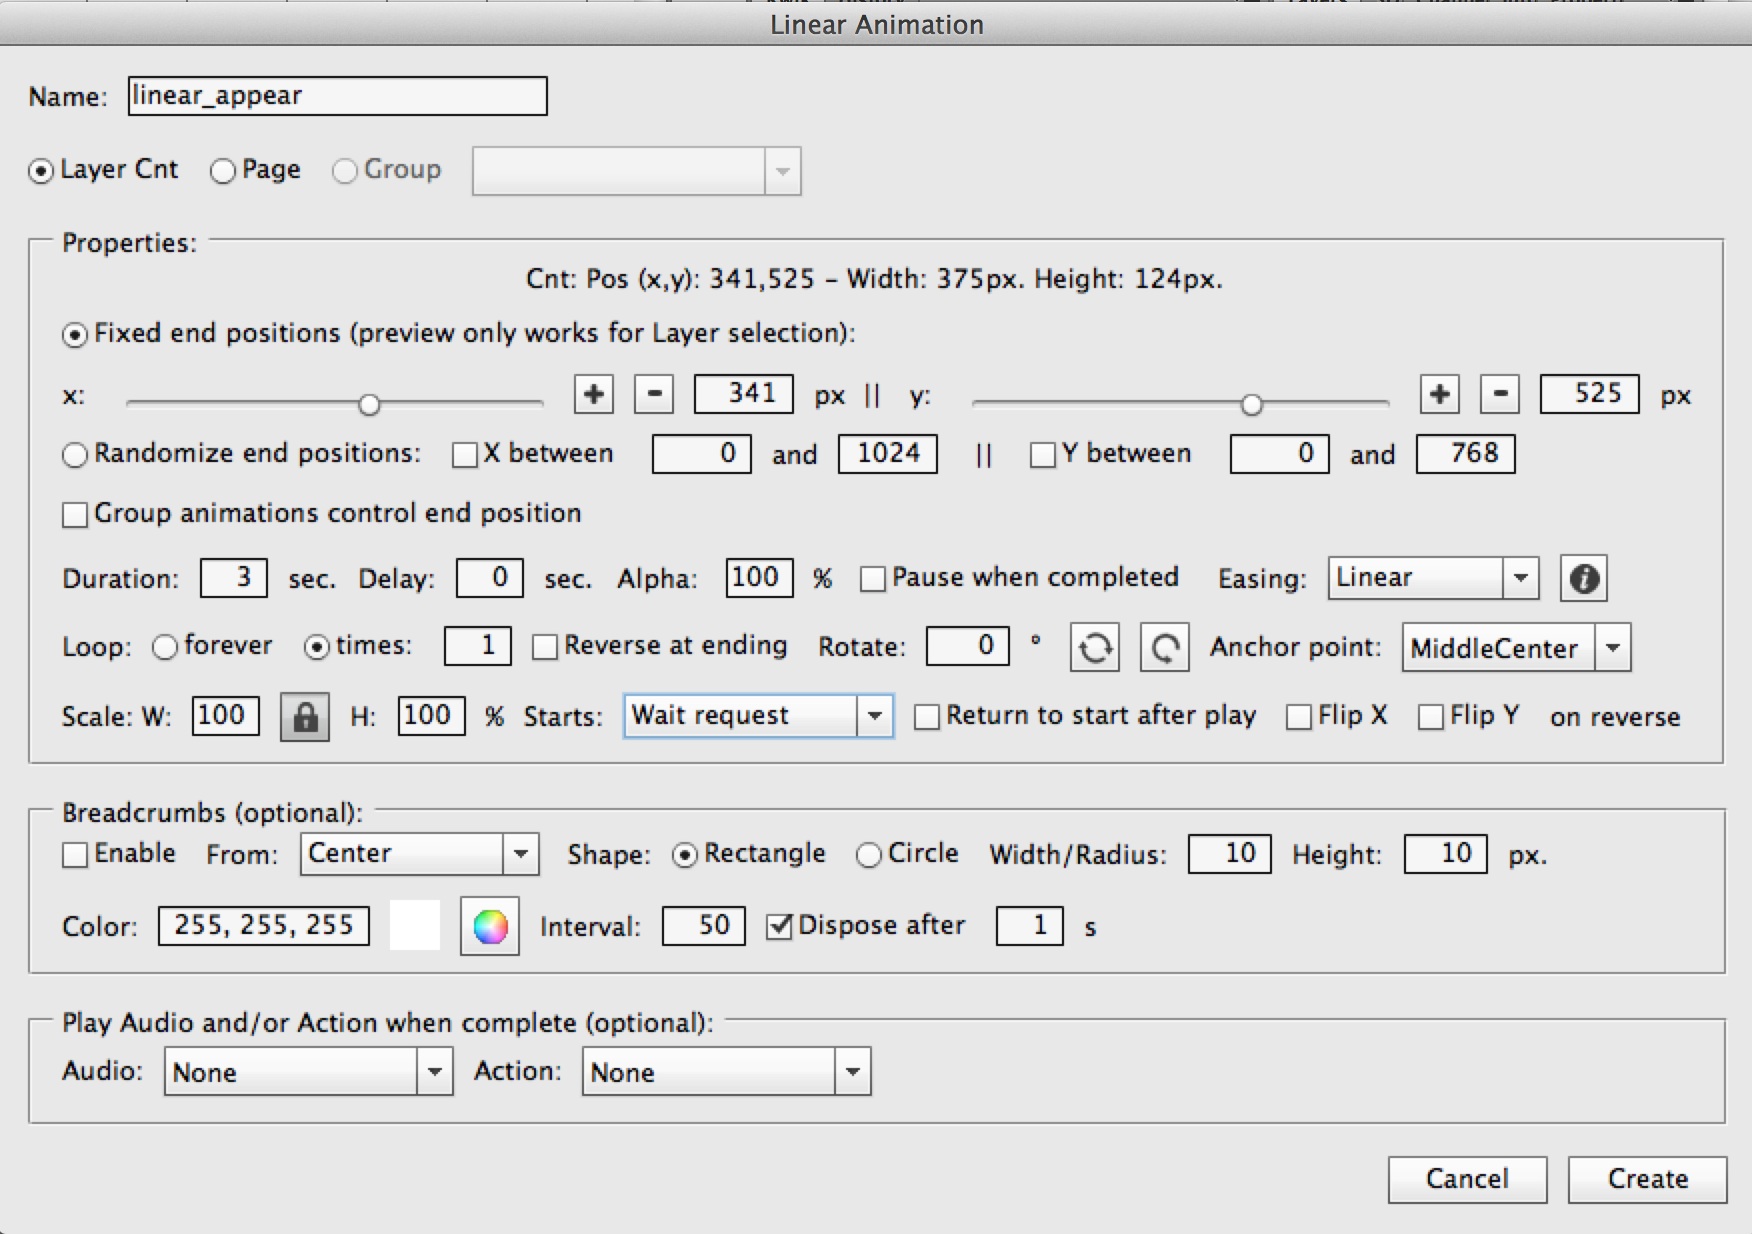 Linear Animation
Name: linear_appear
Layer Cnt Page Group
Properties:
Cnt: Pos (x,y): 341,525 – Width: 375px. Height: 124px.
Fixed end positions (preview only works for Layer selection):
x: + - 341 px || y: + - 525 px
Randomize end positions: X between 0 and 1024 || Y between 0 and 768
Group animations control end position
Duration: 3 sec. Delay: 0 sec. Alpha: 100 % Pause when completed Easing: Linear i
Loop: forever times: 1 Reverse at ending Rotate: 0 ° Anchor point: MiddleCenter
Scale: W: 100 H: 100 % Starts: Wait request Return to start after play Flip X Flip Y on reverse
Breadcrumbs (optional):
Enable From: Center Shape: Rectangle Circle Width/Radius: 10 Height: 10 px.
Color: 255, 255, 255 Interval: 50 Dispose after 1 s
Play Audio and/or Action when complete (optional):
Audio: None Action: None
Cancel Create